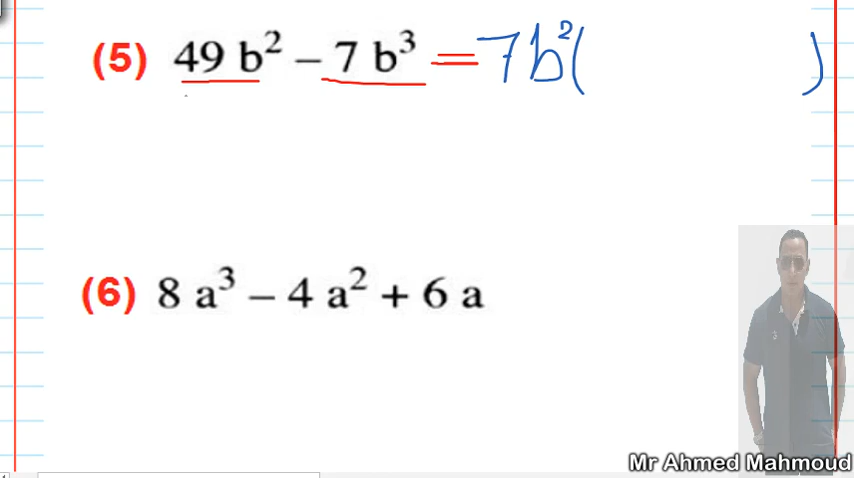 (5) 49 b² – 7 b³ = 7b²( )
(6) 8 a³ – 4 a² + 6 a
Mr Ahmed Mahmoud